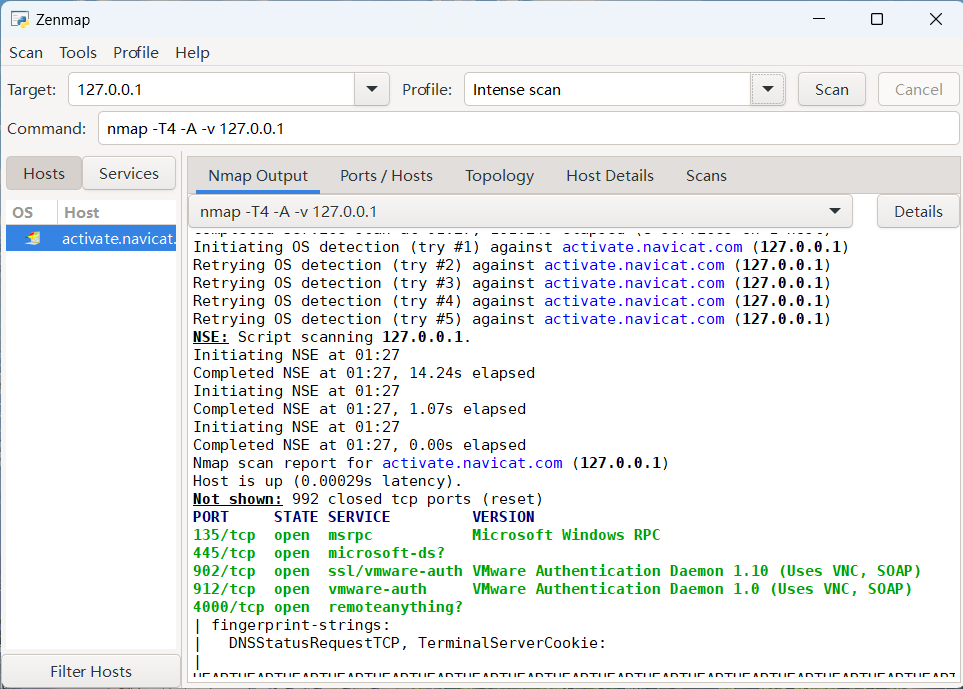 Zenmap
Scan Tools Profile Help
Target: 127.0.0.1 Profile: Intense scan Scan Cancel
Command: nmap -T4 -A -v 127.0.0.1
Hosts Services
OS Host
activate.navicat.
Filter Hosts
Nmap Output Ports / Hosts Topology Host Details Scans
nmap -T4 -A -v 127.0.0.1 Details
Initiating OS detection (try #1) against activate.navicat.com (127.0.0.1)
Retrying OS detection (try #2) against activate.navicat.com (127.0.0.1)
Retrying OS detection (try #3) against activate.navicat.com (127.0.0.1)
Retrying OS detection (try #4) against activate.navicat.com (127.0.0.1)
Retrying OS detection (try #5) against activate.navicat.com (127.0.0.1)
NSE: Script scanning 127.0.0.1.
Initiating NSE at 01:27
Completed NSE at 01:27, 14.24s elapsed
Initiating NSE at 01:27
Completed NSE at 01:27, 1.07s elapsed
Initiating NSE at 01:27
Completed NSE at 01:27, 0.00s elapsed
Nmap scan report for activate.navicat.com (127.0.0.1)
Host is up (0.00029s latency).
Not shown: 992 closed tcp ports (reset)
PORT STATE SERVICE VERSION
135/tcp open msrpc Microsoft Windows RPC
445/tcp open microsoft-ds?
902/tcp open ssl/vmware-auth VMware Authentication Daemon 1.10 (Uses VNC, SOAP)
912/tcp open vmware-auth VMware Authentication Daemon 1.0 (Uses VNC, SOAP)
4000/tcp open remoteanything?
| fingerprint-strings:
| DNSStatusRequestTCP, TerminalServerCookie:
|